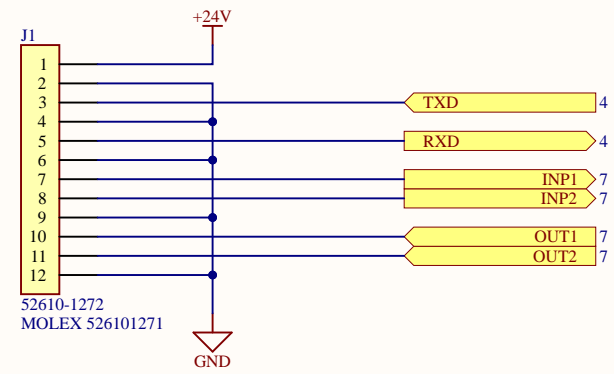 +24V
J1
1
2
3 TXD 4
4
5 RXD 4
6
7 INP1 7
8 INP2 7
9
10 OUT1 7
11 OUT2 7
12
52610-1272
MOLEX 526101271
GND